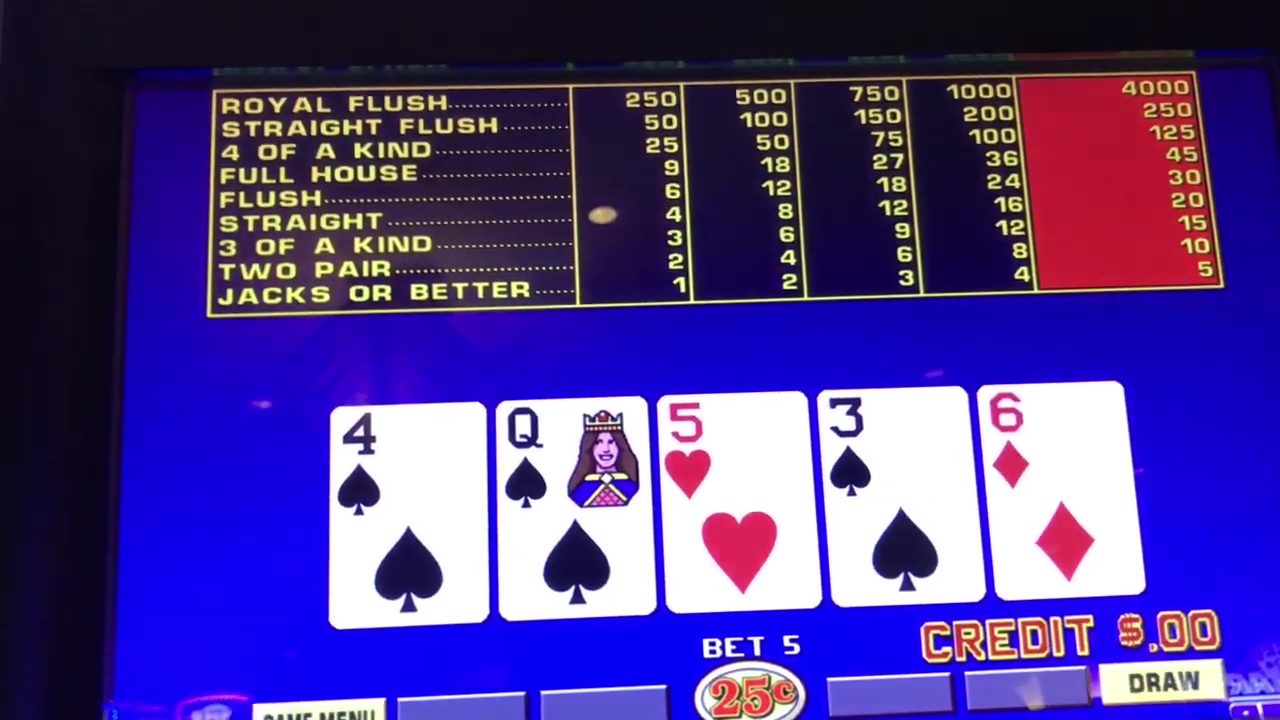 ROYAL FLUSH 250 500 750 1000 4000
STRAIGHT FLUSH 50 100 150 200 250
4 OF A KIND 25 50 75 100 125
FULL HOUSE 9 18 27 36 45
FLUSH 6 12 18 24 30
STRAIGHT 4 8 12 16 20
3 OF A KIND 3 6 9 12 15
TWO PAIR 2 4 6 8 10
JACKS OR BETTER 1 2 3 4 5
4 Q 5 3 6
BET 5
CREDIT $.00
25¢
GAME MENU
DRAW